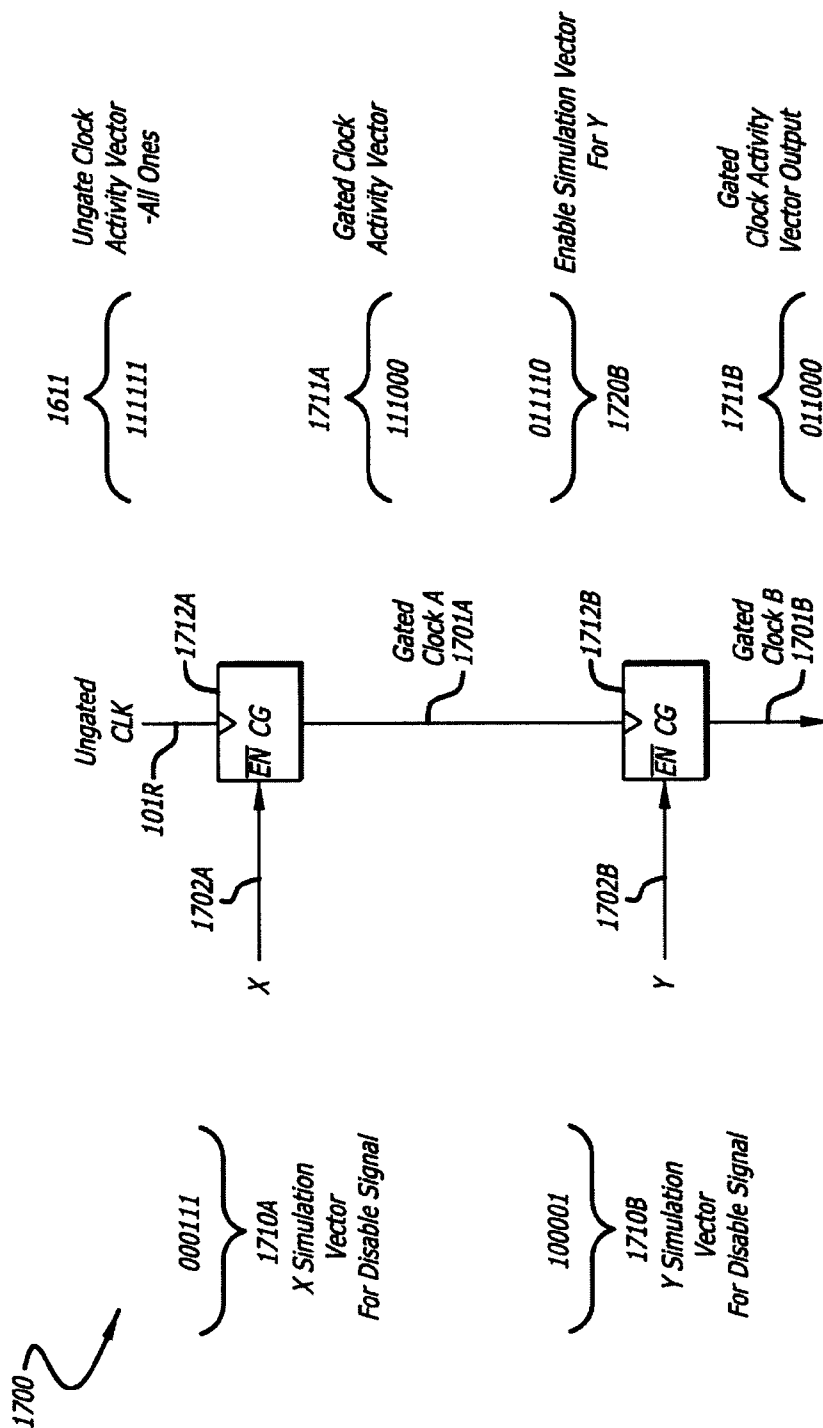 1700
000111
1710A
X Simulation
Vector
For Disable Signal
100001
1710B
Y Simulation
Vector
For Disable Signal
X
1702A
101R
Ungated
CLK
1712A
EN CG
Gated
Clock A
1701A
Y
1702B
1712B
EN CG
Gated
Clock B
1701B
1611
111111
Ungate Clock
Activity Vector
-All Ones
1711A
111000
Gated Clock
Activity Vector
011110
1720B
Enable Simulation Vector
For Y
1711B
011000
Gated
Clock Activity
Vector Output